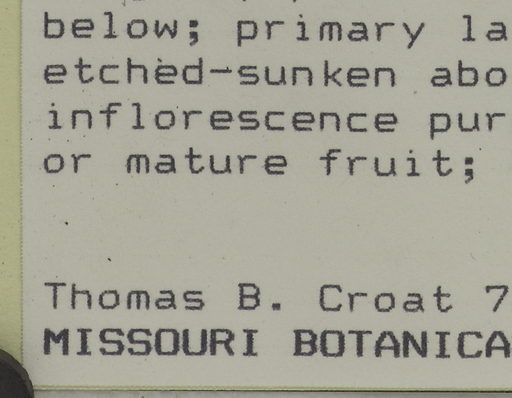 below; primary la
etched-sunken abo
inflorescence pur
or mature fruit;
Thomas B. Croat 7
MISSOURI BOTANICA